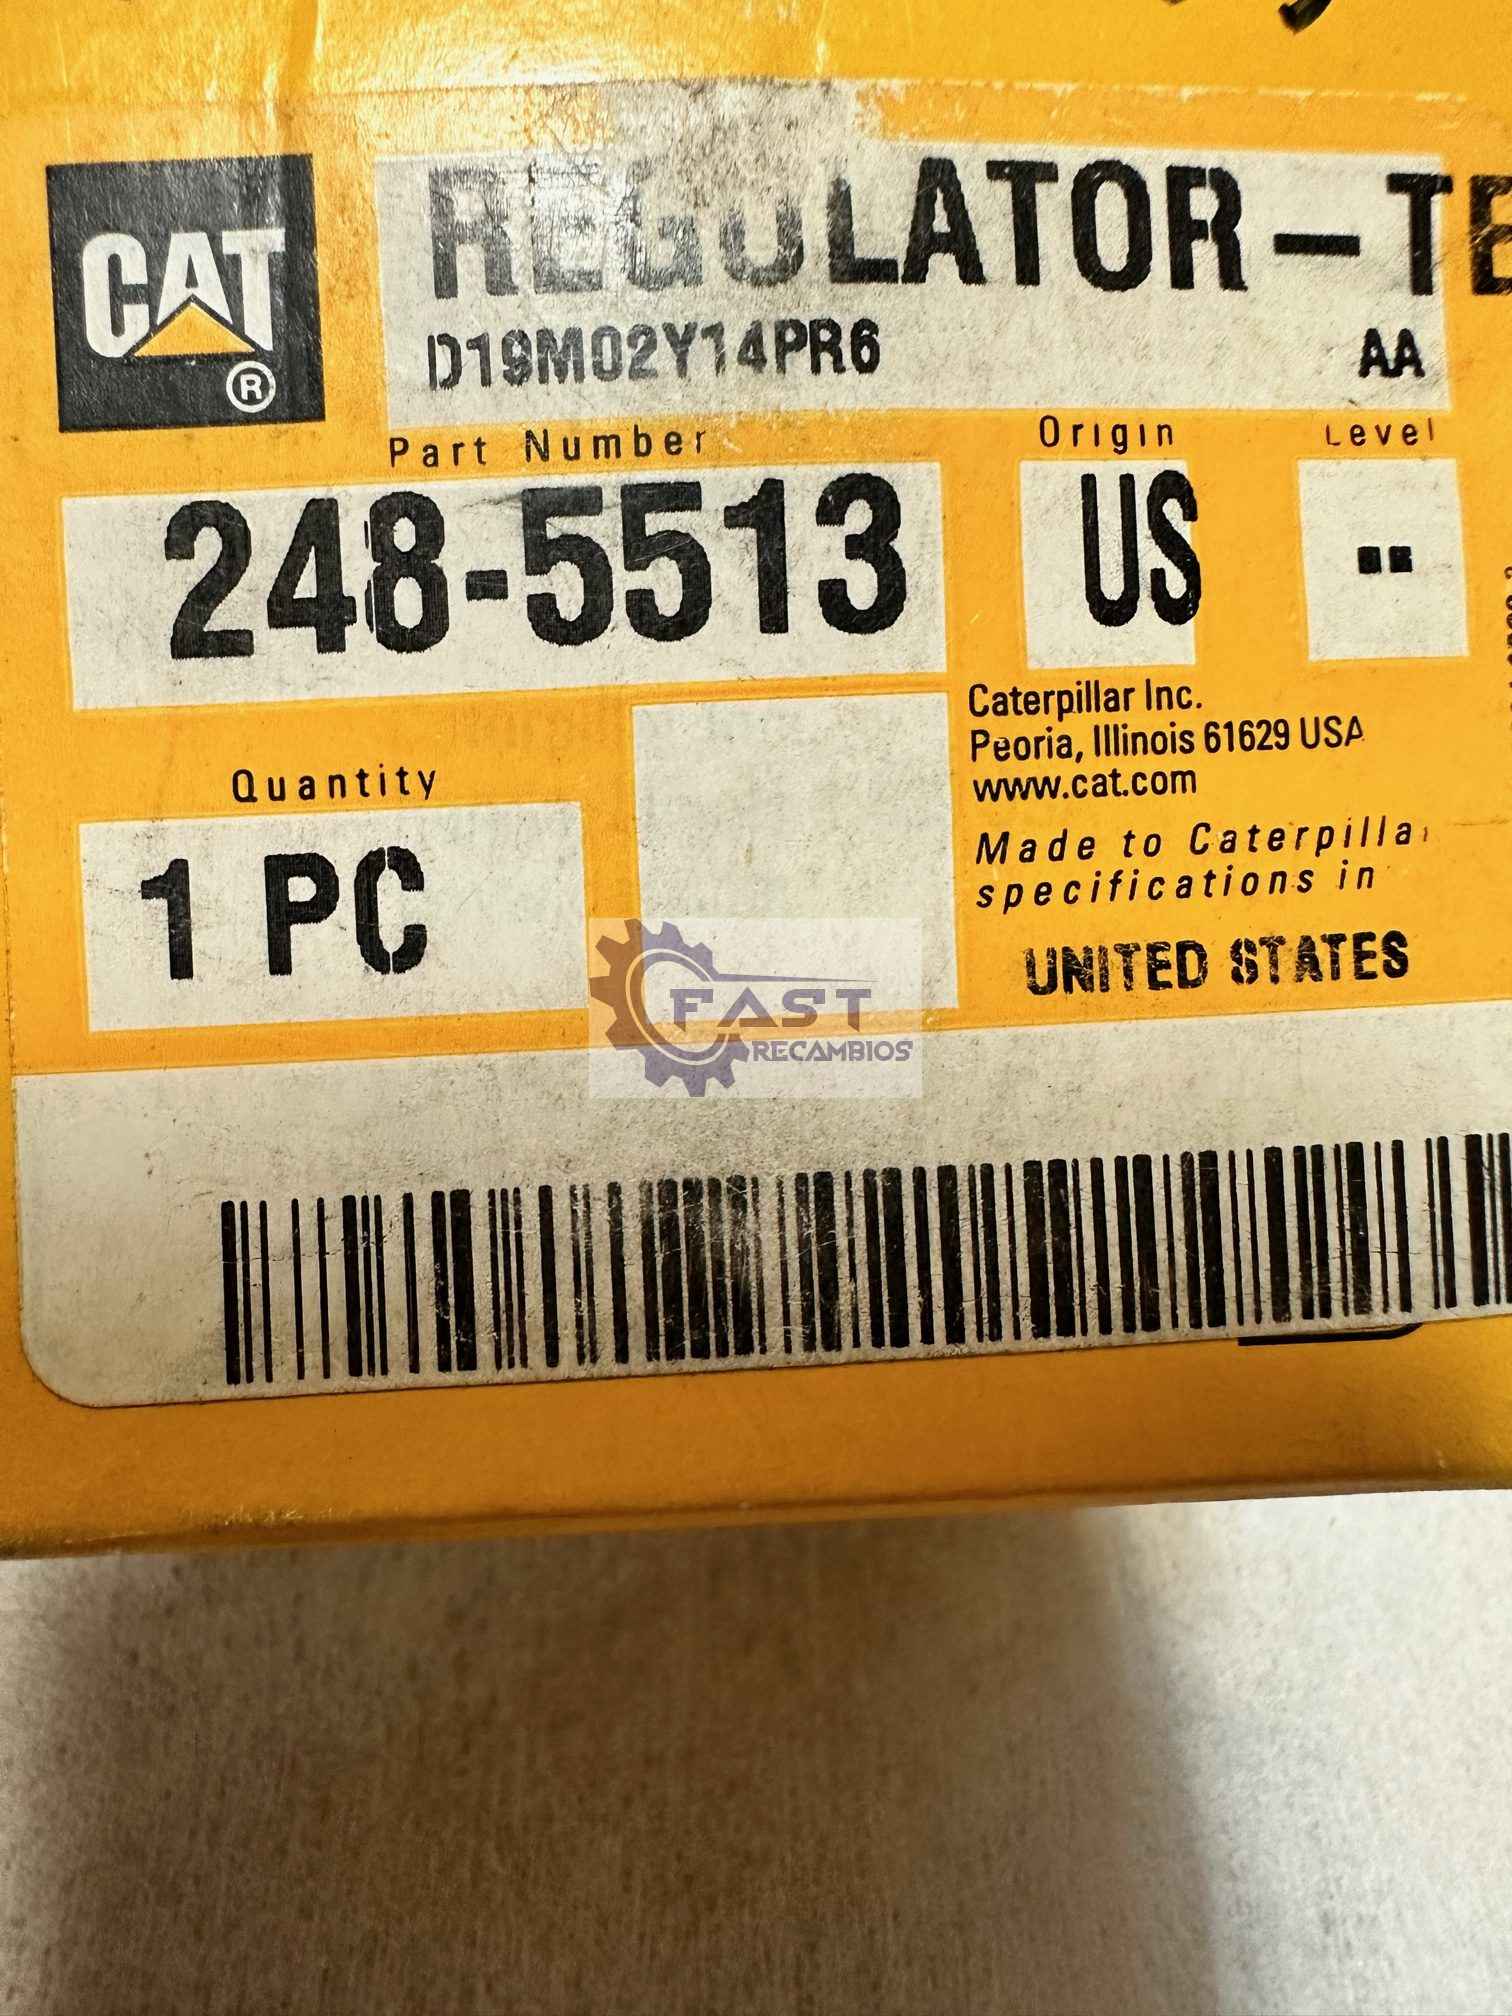 CAT
®
REGULATOR-TE
D19M02Y14PR6 AA
Part Number Origin Level
248-5513 US --
Caterpillar Inc.
Peoria, Illinois 61629 USA
www.cat.com
Quantity
1 PC
Made to Caterpillar
specifications in
UNITED STATES
FAST
RECAMBIOS